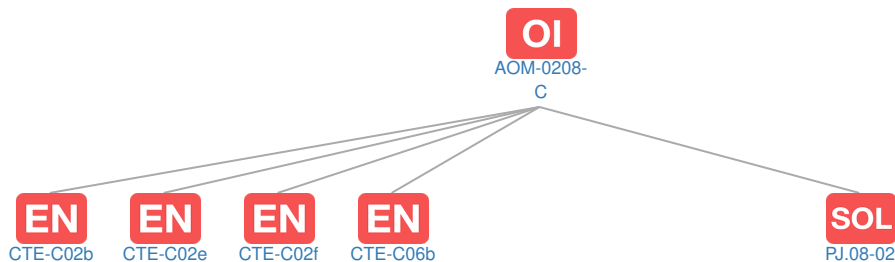 OI
AOM-0208-
C
EN EN EN EN SOL
CTE-C02b CTE-C02e CTE-C02f CTE-C06b PJ.08-02